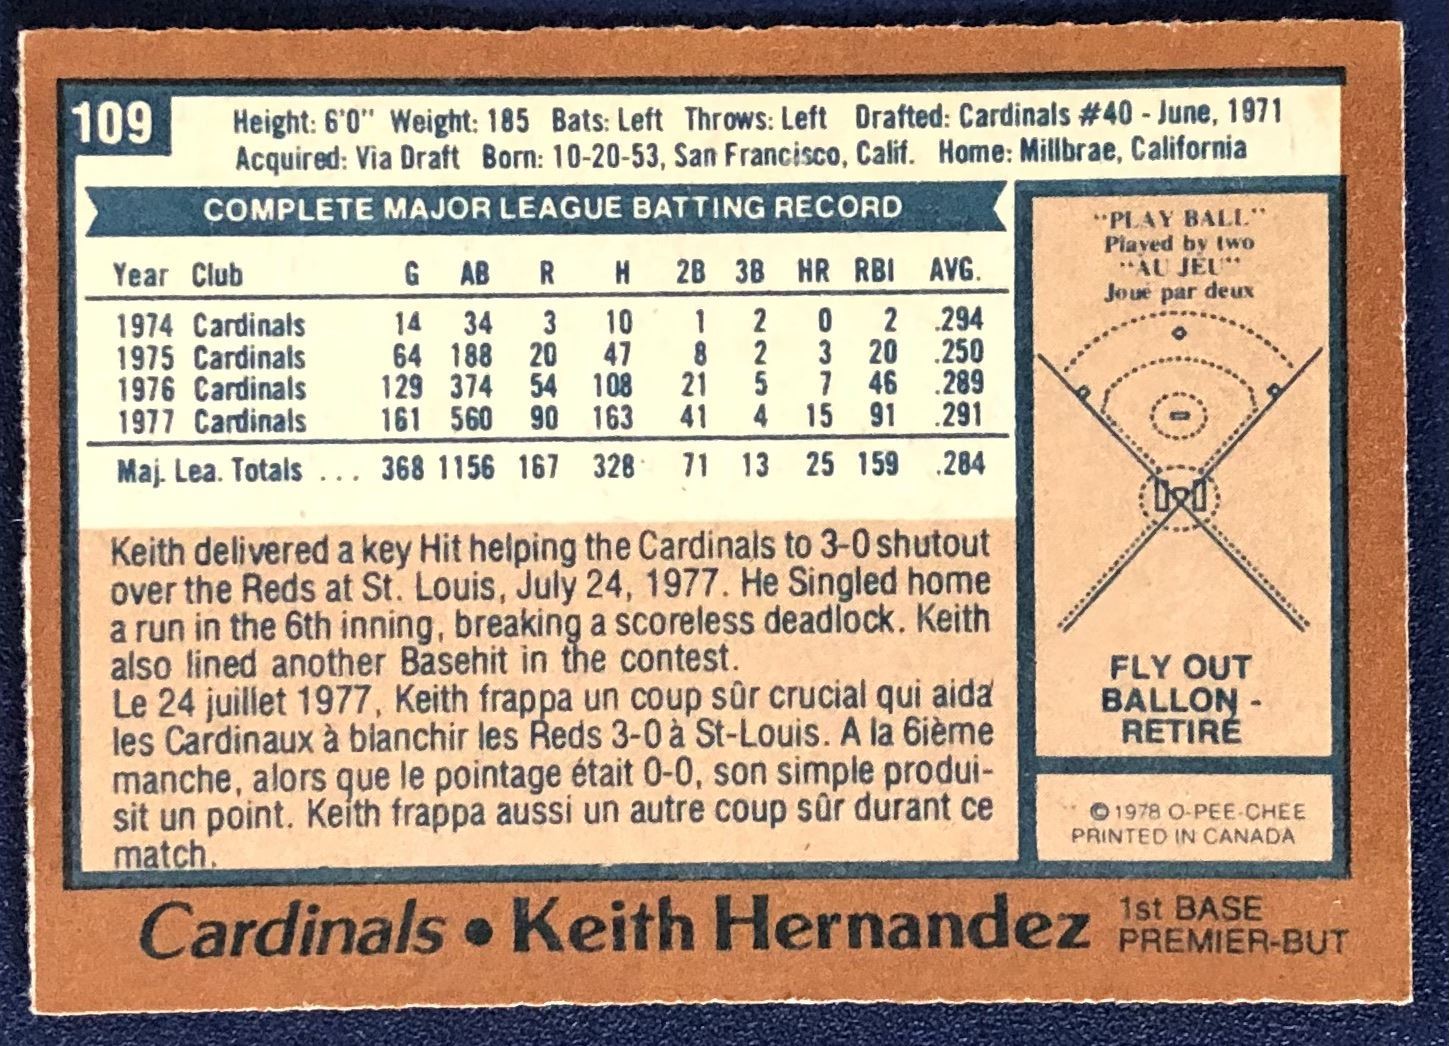 109
Height: 6'0" Weight: 185 Bats: Left Throws: Left Drafted: Cardinals #40 - June, 1971
Acquired: Via Draft Born: 10-20-53, San Francisco, Calif. Home: Millbrae, California
COMPLETE MAJOR LEAGUE BATTING RECORD
Year Club G AB R H 2B 3B HR RBI AVG.
1974 Cardinals 14 34 3 10 1 2 0 2 .294
1975 Cardinals 64 188 20 47 8 2 3 20 .250
1976 Cardinals 129 374 54 108 21 5 7 46 .289
1977 Cardinals 161 560 90 163 41 4 15 91 .291
Maj. Lea. Totals ... 368 1156 167 328 71 13 25 159 .284
Keith delivered a key Hit helping the Cardinals to 3-0 shutout
over the Reds at St. Louis, July 24, 1977. He Singled home
a run in the 6th inning, breaking a scoreless deadlock. Keith
also lined another Basehit in the contest.
Le 24 juillet 1977, Keith frappa un coup sûr crucial qui aida
les Cardinaux à blanchir les Reds 3-0 à St-Louis. A la 6ième
manche, alors que le pointage était 0-0, son simple produi-
sit un point. Keith frappa aussi un autre coup sûr durant ce
match.
"PLAY BALL"
Played by two
"AU JEU"
Joué par deux
FLY OUT
BALLON -
RETIRÉ
© 1978 O-PEE-CHEE
PRINTED IN CANADA
Cardinals • Keith Hernandez
1st BASE
PREMIER-BUT